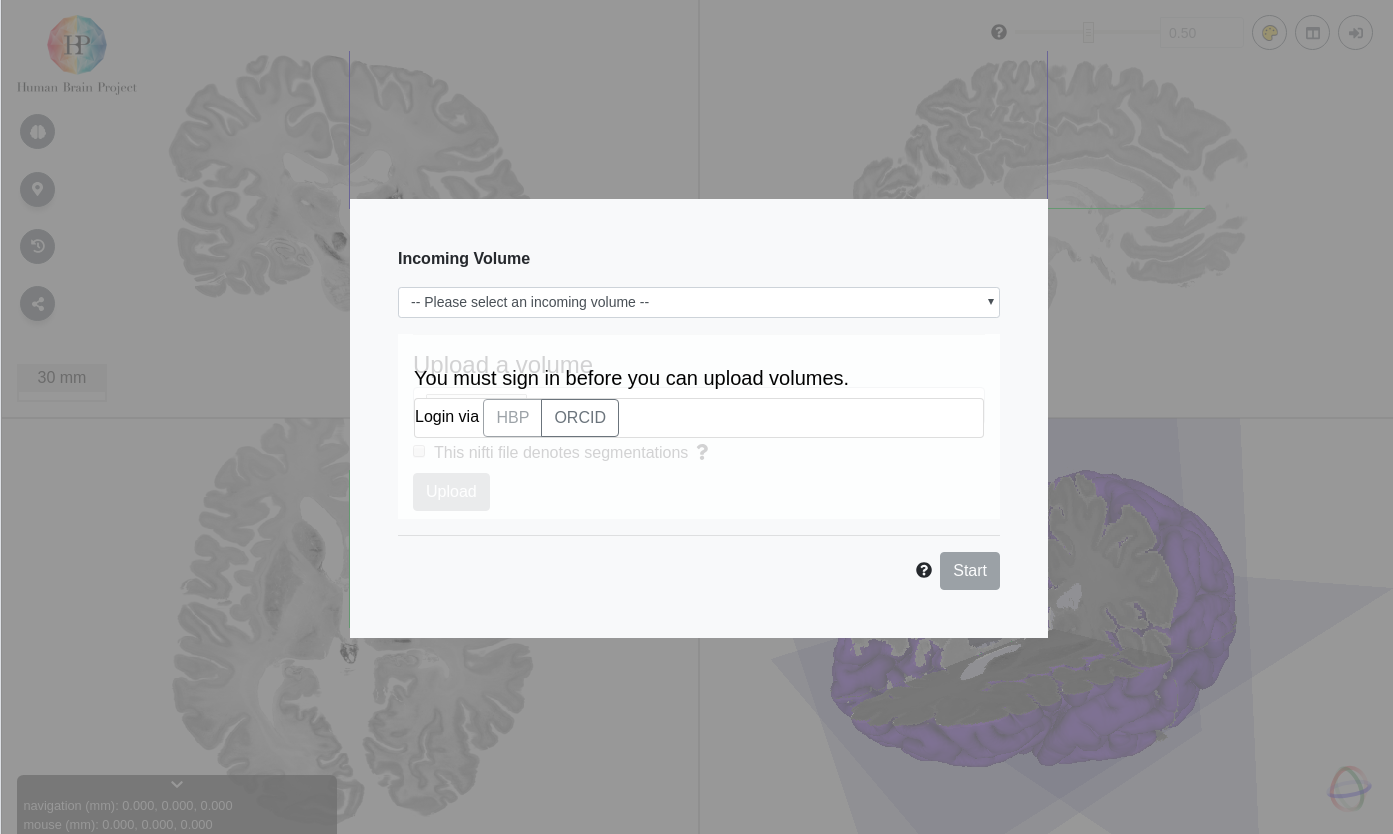 HP
Human Brain Project
0.50
30 mm
Incoming Volume
-- Please select an incoming volume --
Upload a volume
You must sign in before you can upload volumes.
Login via HBP ORCID
This nifti file denotes segmentations ?
Upload
? Start
navigation (mm): 0.000, 0.000, 0.000
mouse (mm): 0.000, 0.000, 0.000